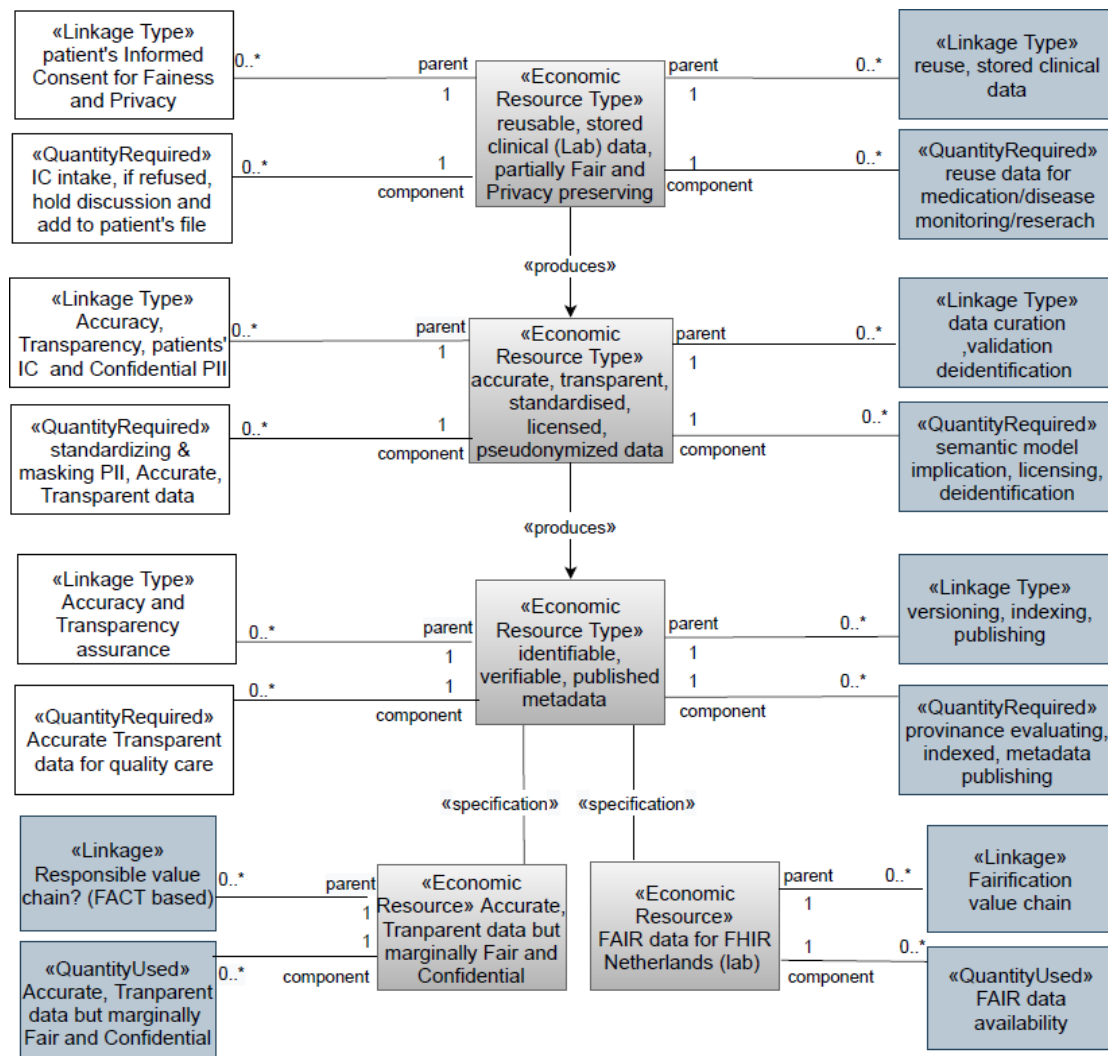 «Linkage Type»
patient's Informed
Consent for Fainess
and Privacy
0..*
parent
1
«QuantityRequired»
IC intake, if refused,
hold discussion and
add to patient's file
0..*
1
component
«Economic
Resource Type»
reusable, stored
clinical (Lab) data,
partially Fair and
Privacy preserving
parent
0..*
1
«Linkage Type»
reuse, stored clinical
data
1
0..*
component
«QuantityRequired»
reuse data for
medication/disease
monitoring/reserach
«produces»
«Linkage Type»
Accuracy,
Transparency, patients'
IC  and Confidential PII
0..*
parent
1
«QuantityRequired»
standardizing &
masking PII, Accurate,
Transparent data
0..*
1
component
«Economic
Resource Type»
accurate, transparent,
standardised,
licensed,
pseudonymized data
parent
0..*
1
«Linkage Type»
data curation
,validation
deidentification
1
0..*
component
«QuantityRequired»
semantic model
implication, licensing,
deidentification
«produces»
«Linkage Type»
Accuracy and
Transparency
assurance
0..*
parent
1
«QuantityRequired»
Accurate Transparent
data for quality care
0..*
1
component
«Economic
Resource Type»
identifiable,
verifiable, published
metadata
parent
0..*
1
«Linkage Type»
versioning, indexing,
publishing
1
0..*
component
«QuantityRequired»
provinance evaluating,
indexed, metadata
publishing
«specification»
«specification»
«Linkage»
Responsible value
chain? (FACT based)
0..*
parent
1
«QuantityUsed»
Accurate, Tranparent
data but marginally
Fair and Confidential
0..*
1
component
«Economic
Resource» Accurate,
Tranparent data but
marginally Fair and
Confidential
«Economic
Resource»
FAIR data for FHIR
Netherlands (lab)
parent
0..*
1
«Linkage»
Fairification
value chain
1
0..*
component
«QuantityUsed»
FAIR data
availability